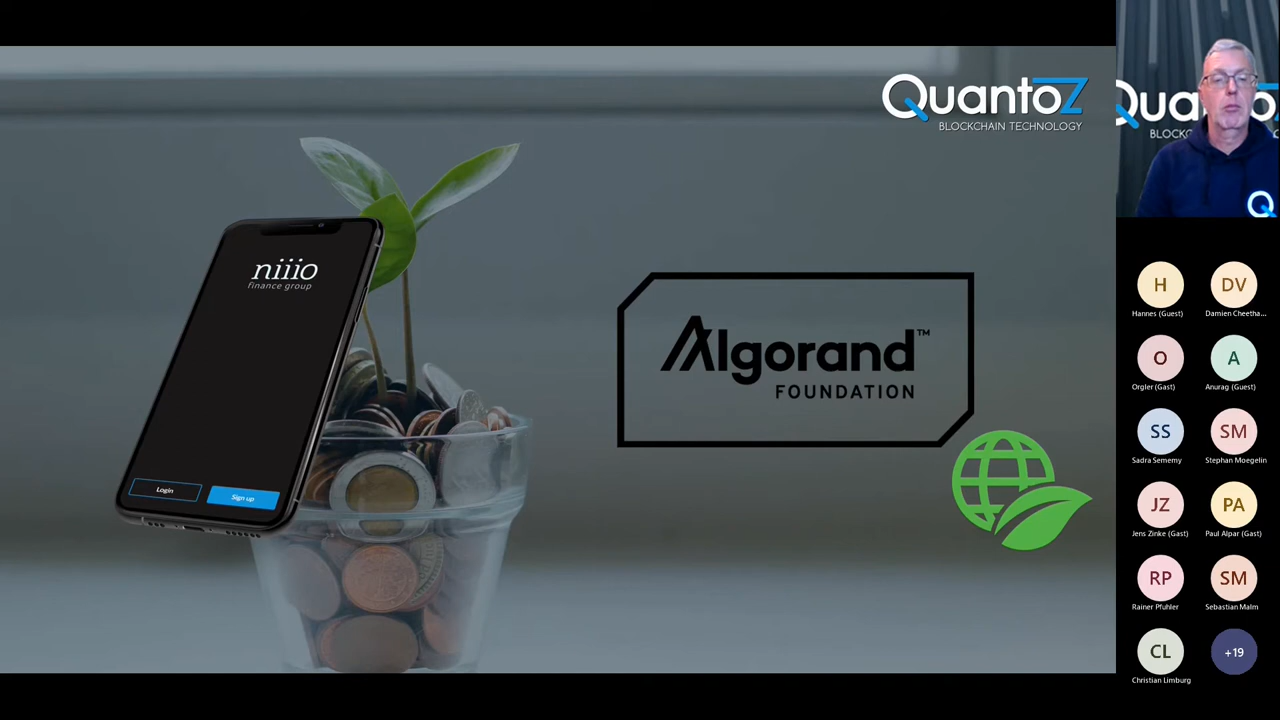 QuantoZ
BLOCKCHAIN TECHNOLOGY
niiio
finance group
Login
Sign up
Algorand™
FOUNDATION
H
Hannes (Guest)
DV
Damien Cheetha...
O
Orgler (Gast)
A
Anurag (Guest)
SS
Sadra Sememy
SM
Stephan Moegelin
JZ
Jens Zinke (Gast)
PA
Paul Alpar (Gast)
RP
Rainer Pfuhler
SM
Sebastian Malm
CL
Christian Limburg
+19